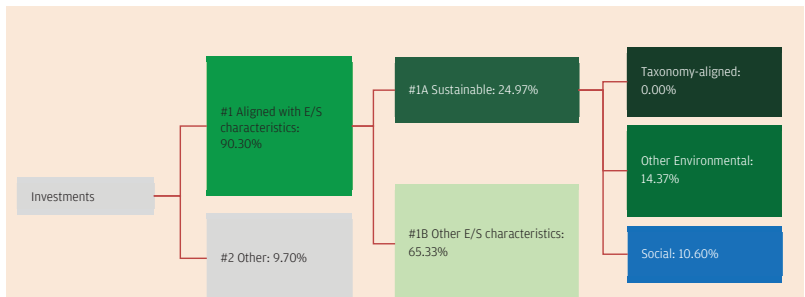 Investments
#1 Aligned with E/S
characteristics:
90.30%
#2 Other: 9.70%
#1A Sustainable: 24.97%
#1B Other E/S characteristics:
65.33%
Taxonomy-aligned:
0.00%
Other Environmental:
14.37%
Social: 10.60%